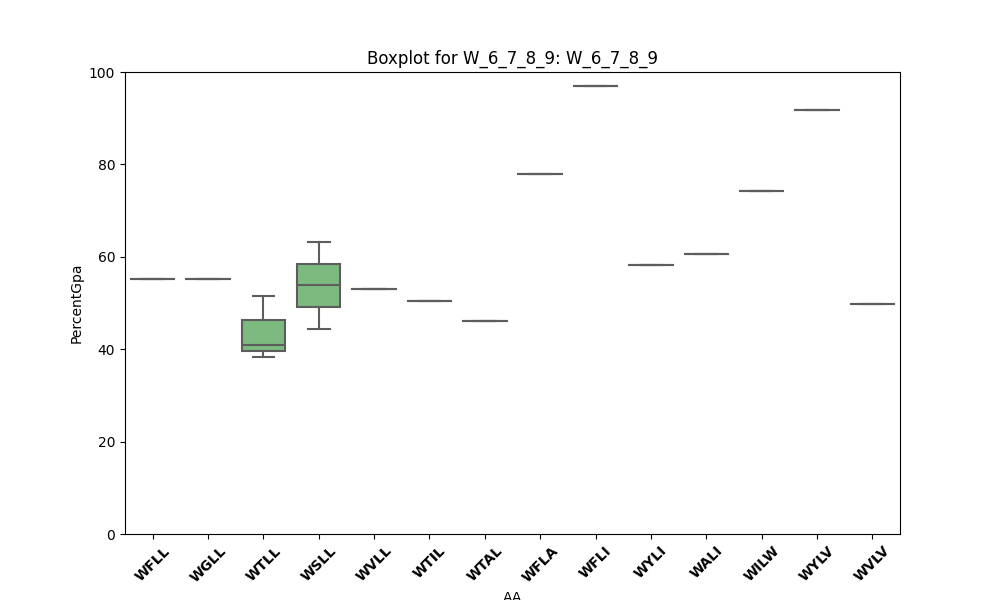 Boxplot for W_6_7_8_9: W_6_7_8_9
100
80
60
40
20
0
PercentGpa
WFLL
WGLL
WTLL
WSLL
WVLL
WTIL
WTAL
WFLA
WFLI
WYLI
WALI
WILW
WYLV
WVLV
AA